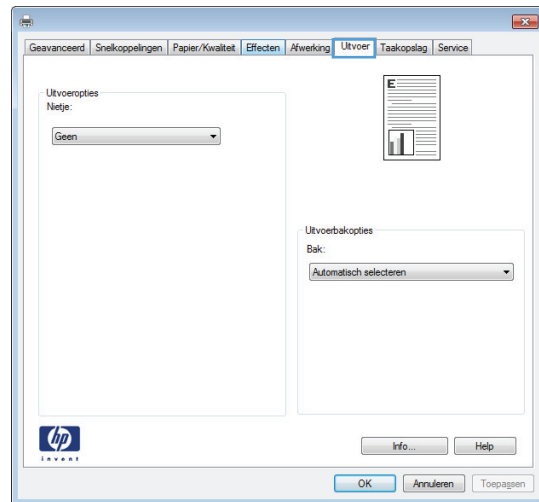 Geavanceerd Snelkoppelingen Papier/Kwaliteit Effecten Afwerking Uitvoer Taakopslag Service
Uitvoeropties
Nietje:
Geen
E
Uitvoerbakopties
Bak:
Automatisch selecteren
hp
invent
Info... Help
OK Annuleren Toepassen